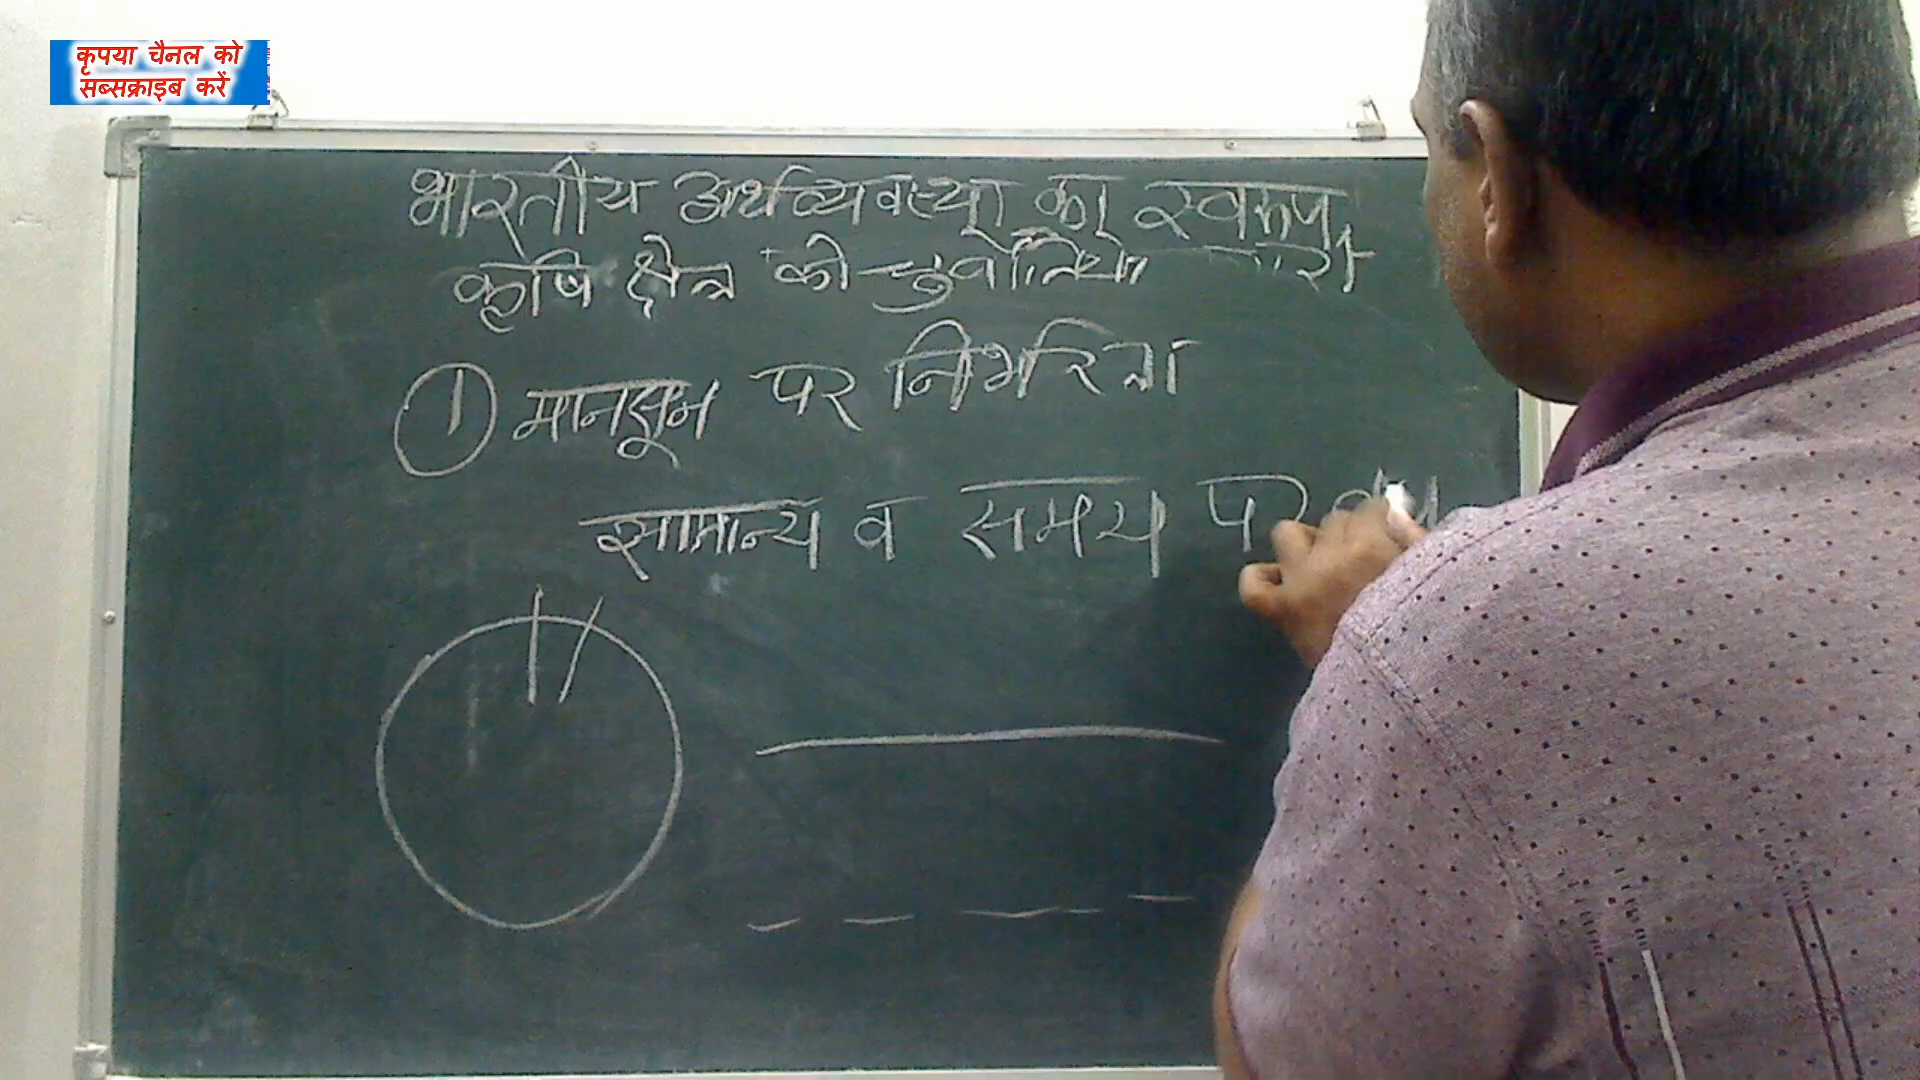 कृपया चैनल को
सब्सक्राइब करें
भारतीय अर्थव्यवस्था का स्वरूप
कृषि क्षेत्र की चुनौतियां
① मानसून पर निर्भरता
सामान्य व समय पर